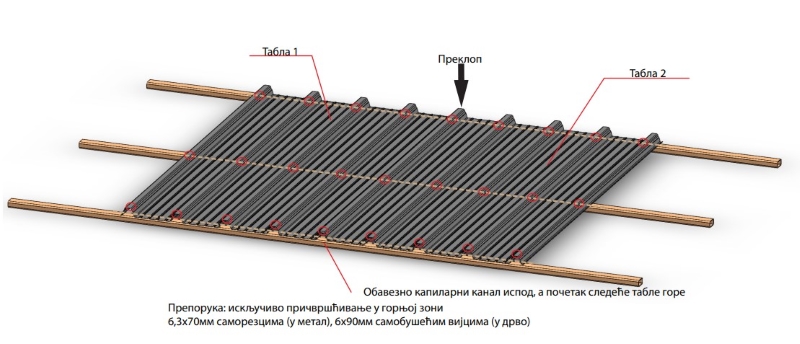 Табла 1
Преклоп
Табла 2
Обавезно капиларни канал испод, а почетак следеће табле горе
Препорука: искључиво причвршћивање у горњој зони
6,3x70мм саморезцима (у метал), 6x90мм самобушећим вијцима (у дрво)